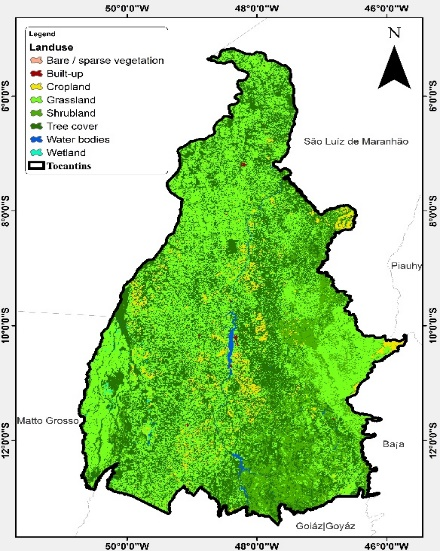 50°0'0"W 48°0'0"W 46°0'0"W
Legend
Landuse
Bare / sparse vegetation
Built-up
Cropland
Grassland
Shrubland
Tree cover
Water bodies
Wetland
Tocantins
N
6°0'0"S
6°0'0"S
São Luíz de Maranhão
8°0'0"S
8°0'0"S
Piauhy
10°0'0"S
10°0'0"S
Matto Grosso
12°0'0"S
12°0'0"S
Baja
Goiáz|Goyáz
50°0'0"W 48°0'0"W 46°0'0"W